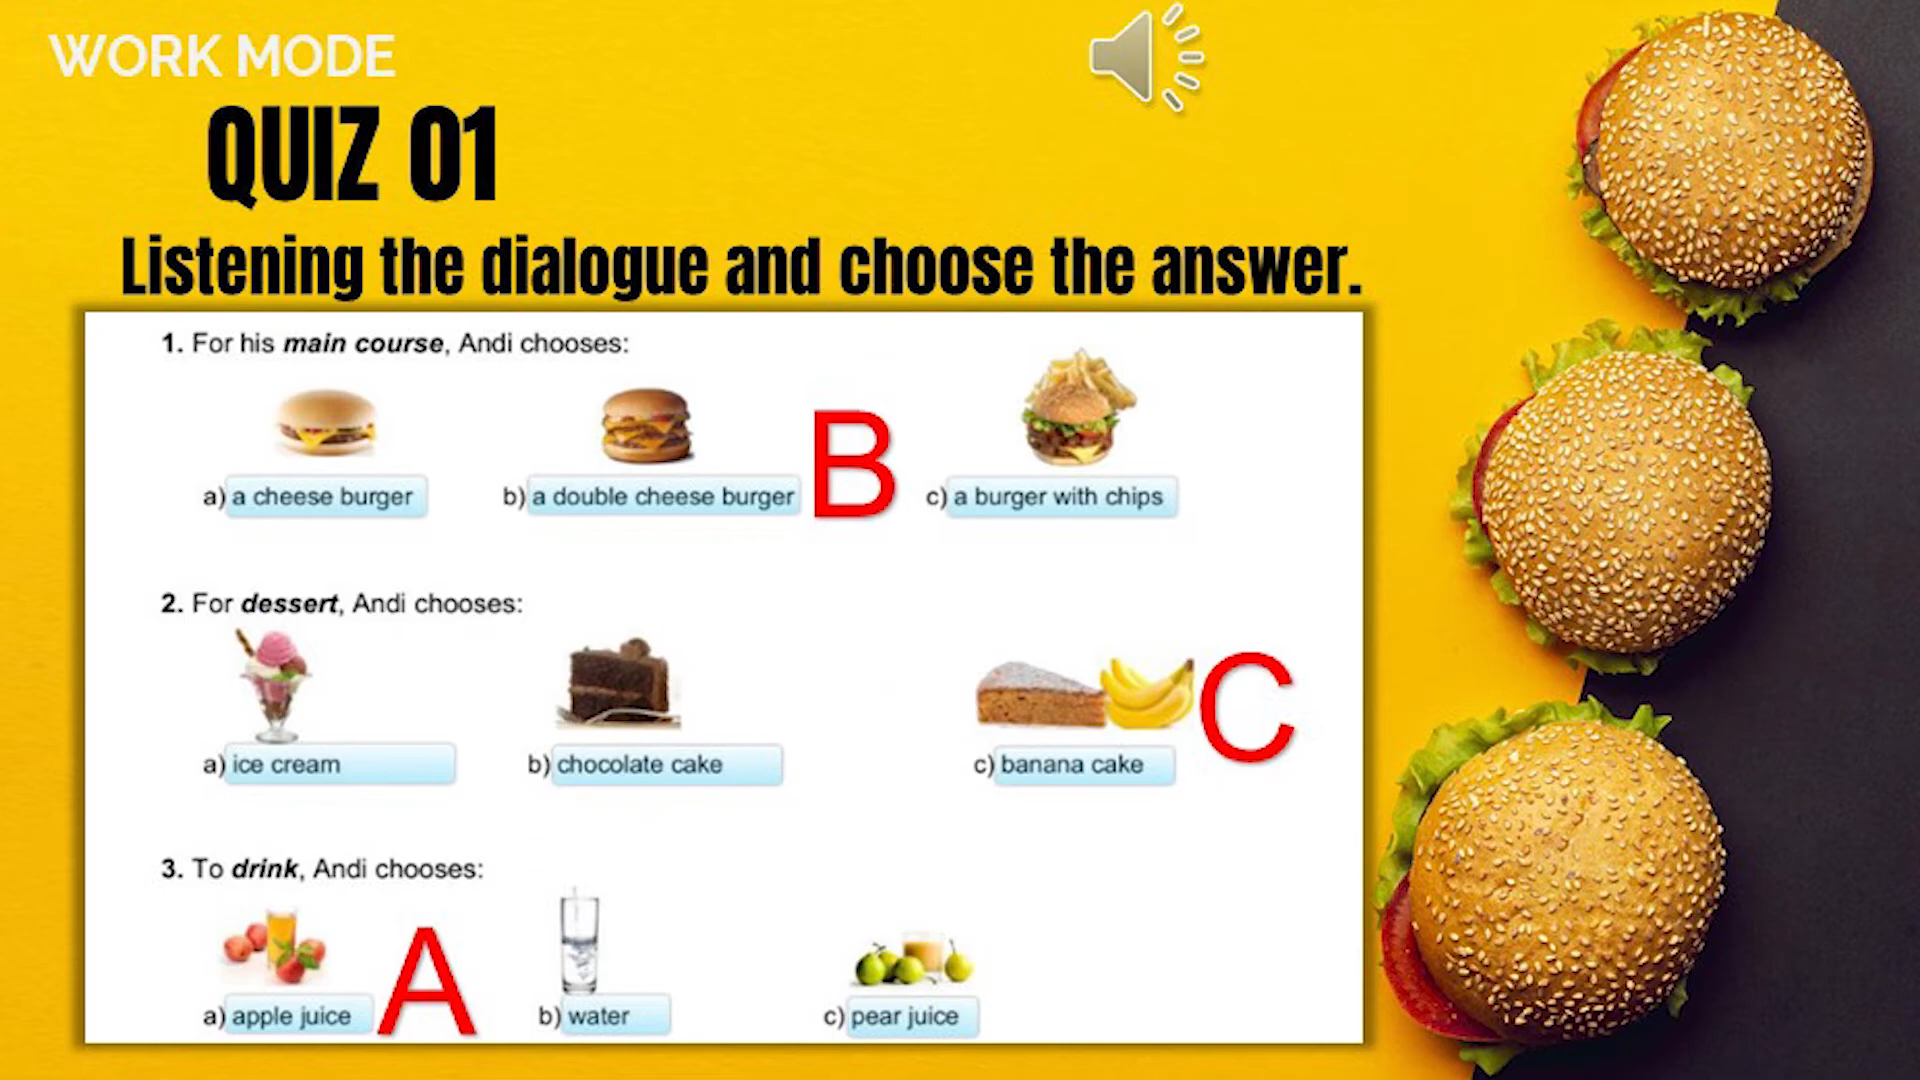 WORK MODE
QUIZ 01
Listening the dialogue and choose the answer.
1. For his main course, Andi chooses:
a) a cheese burger b) a double cheese burger B c) a burger with chips
2. For dessert, Andi chooses:
a) ice cream b) chocolate cake c) banana cake C
3. To drink, Andi chooses:
a) apple juice A b) water c) pear juice